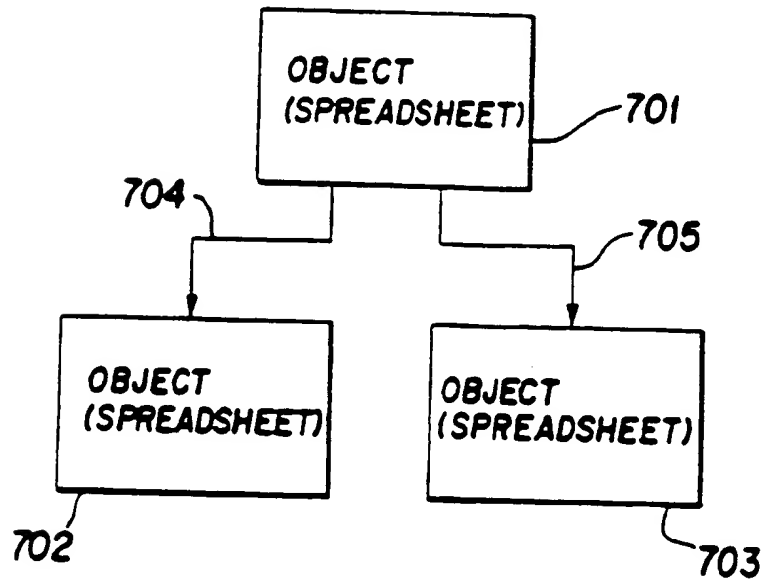 OBJECT
(SPREADSHEET)
701
704
705
OBJECT
(SPREADSHEET)
OBJECT
(SPREADSHEET)
702
703